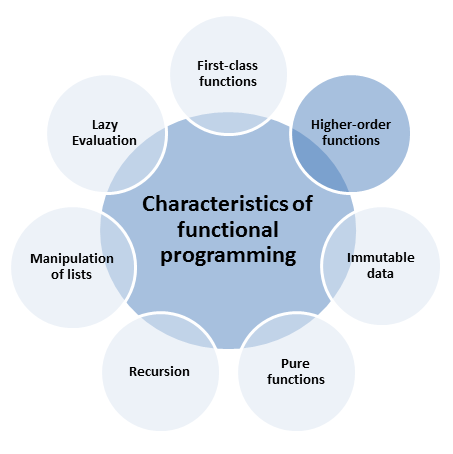 First-class
functions
Higher-order
functions
Immutable
data
Pure
functions
Recursion
Manipulation
of lists
Lazy
Evaluation
Characteristics of
functional
programming